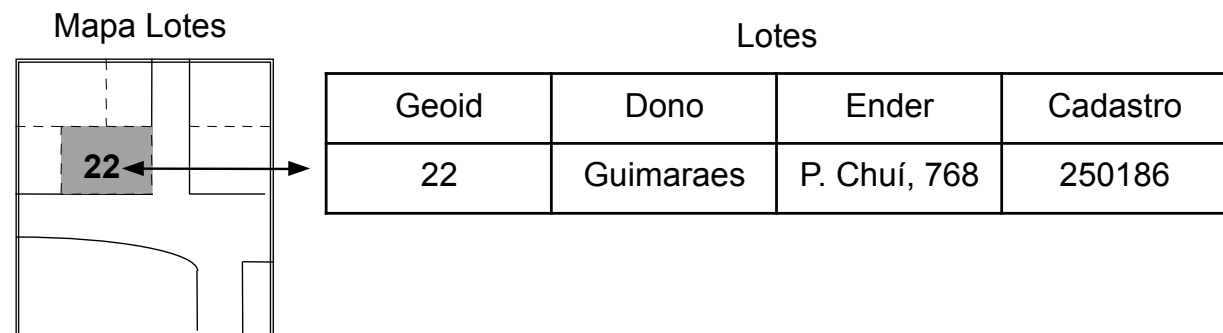 Mapa Lotes
Lotes
Geoid Dono Ender Cadastro
22 22 Guimaraes P. Chuí, 768 250186